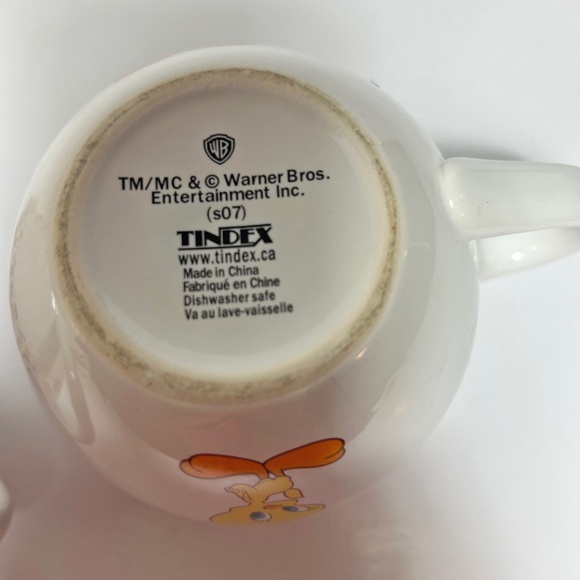 WB
TM/MC & © Warner Bros.
Entertainment Inc.
(s07)
TINDEX
www.tindex.ca
Made in China
Fabriqué en Chine
Dishwasher safe
Va au lave-vaisselle